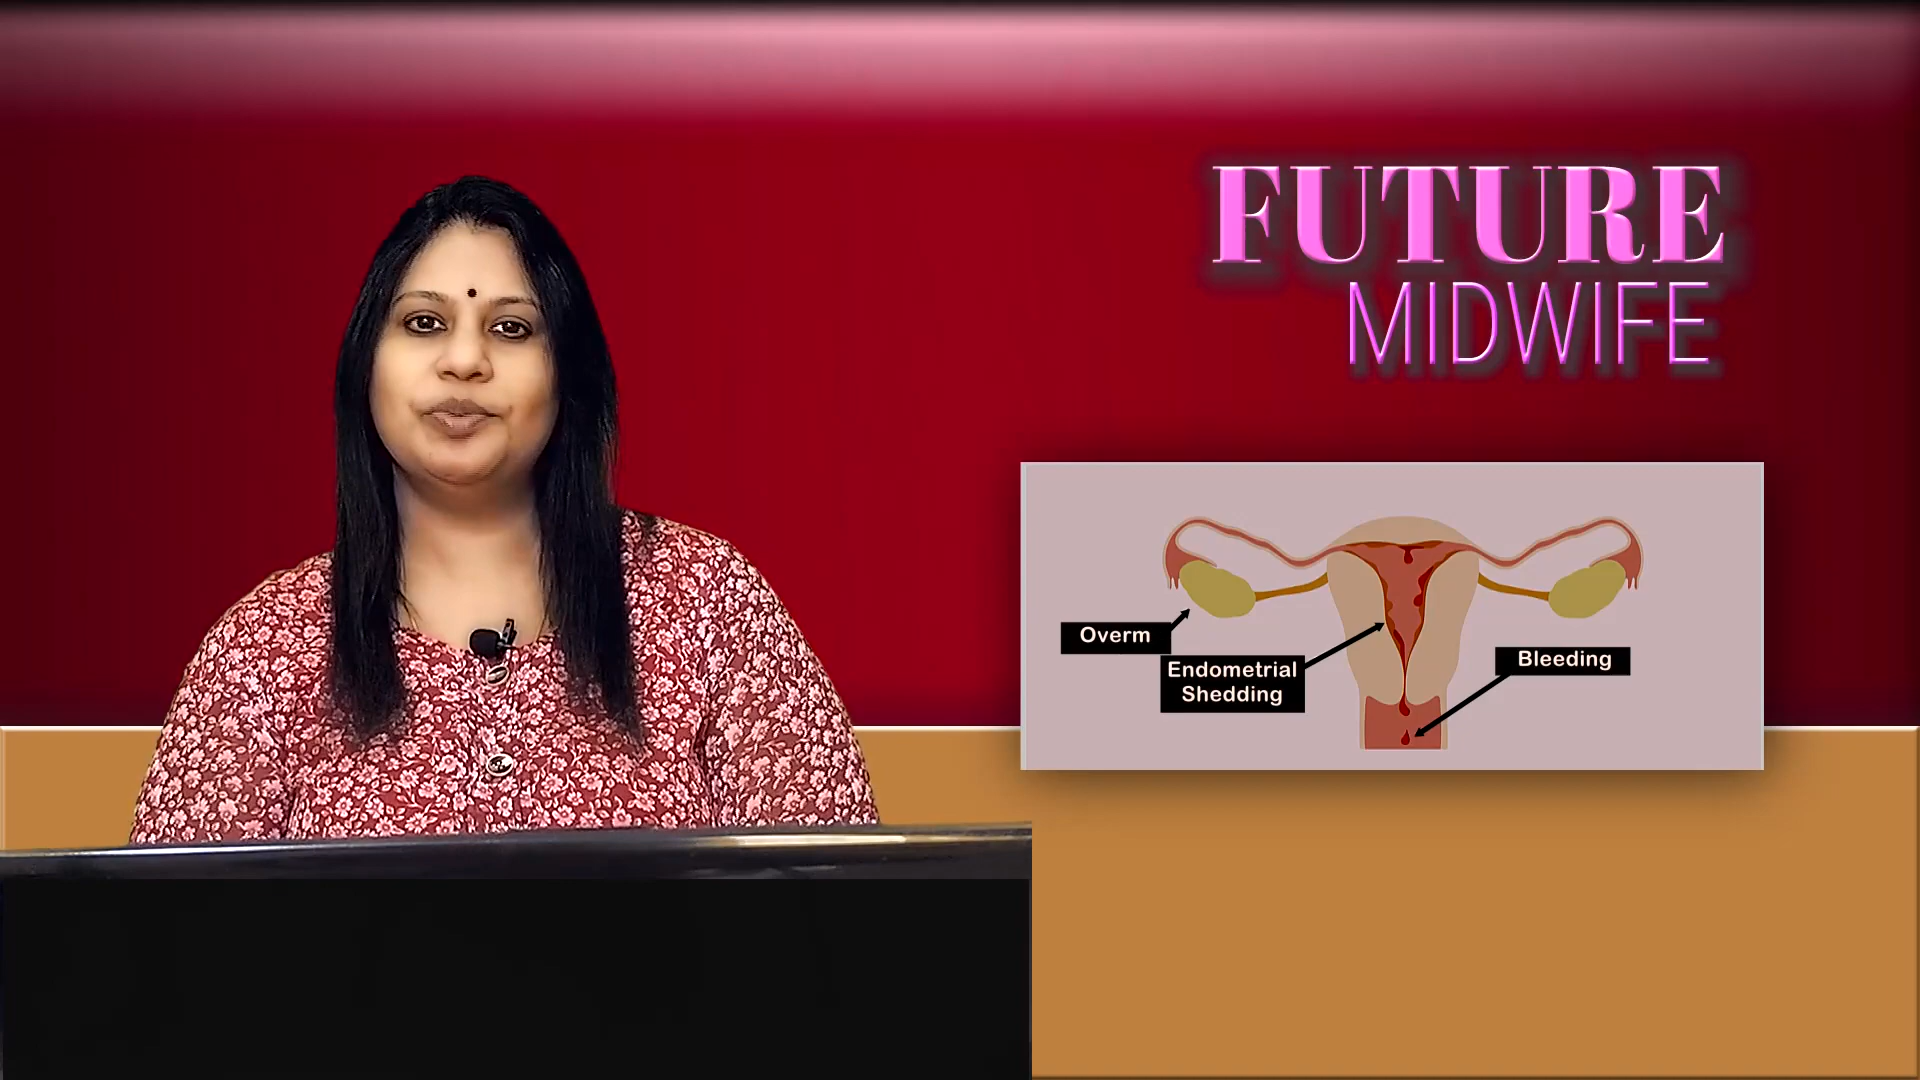 FUTURE
MIDWIFE
Overm
Endometrial
Shedding
Bleeding